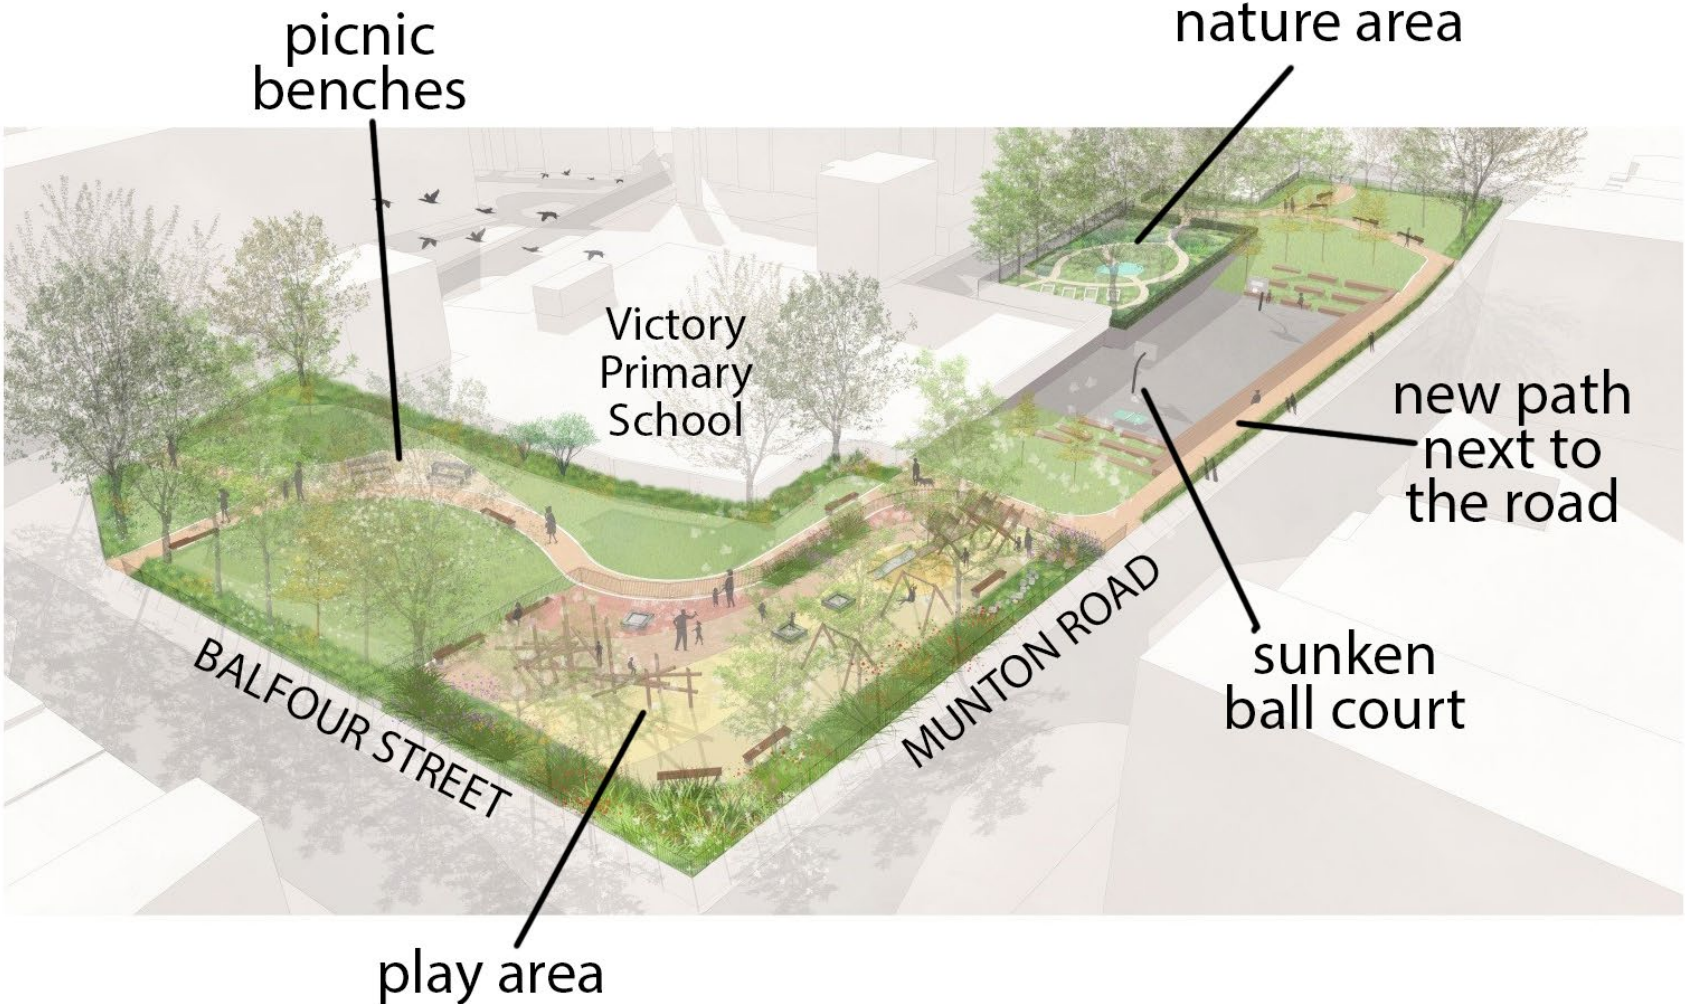 picnic
benches
nature area
Victory
Primary
School
new path
next to
the road
BALFOUR STREET
MUNTON ROAD
sunken
ball court
play area